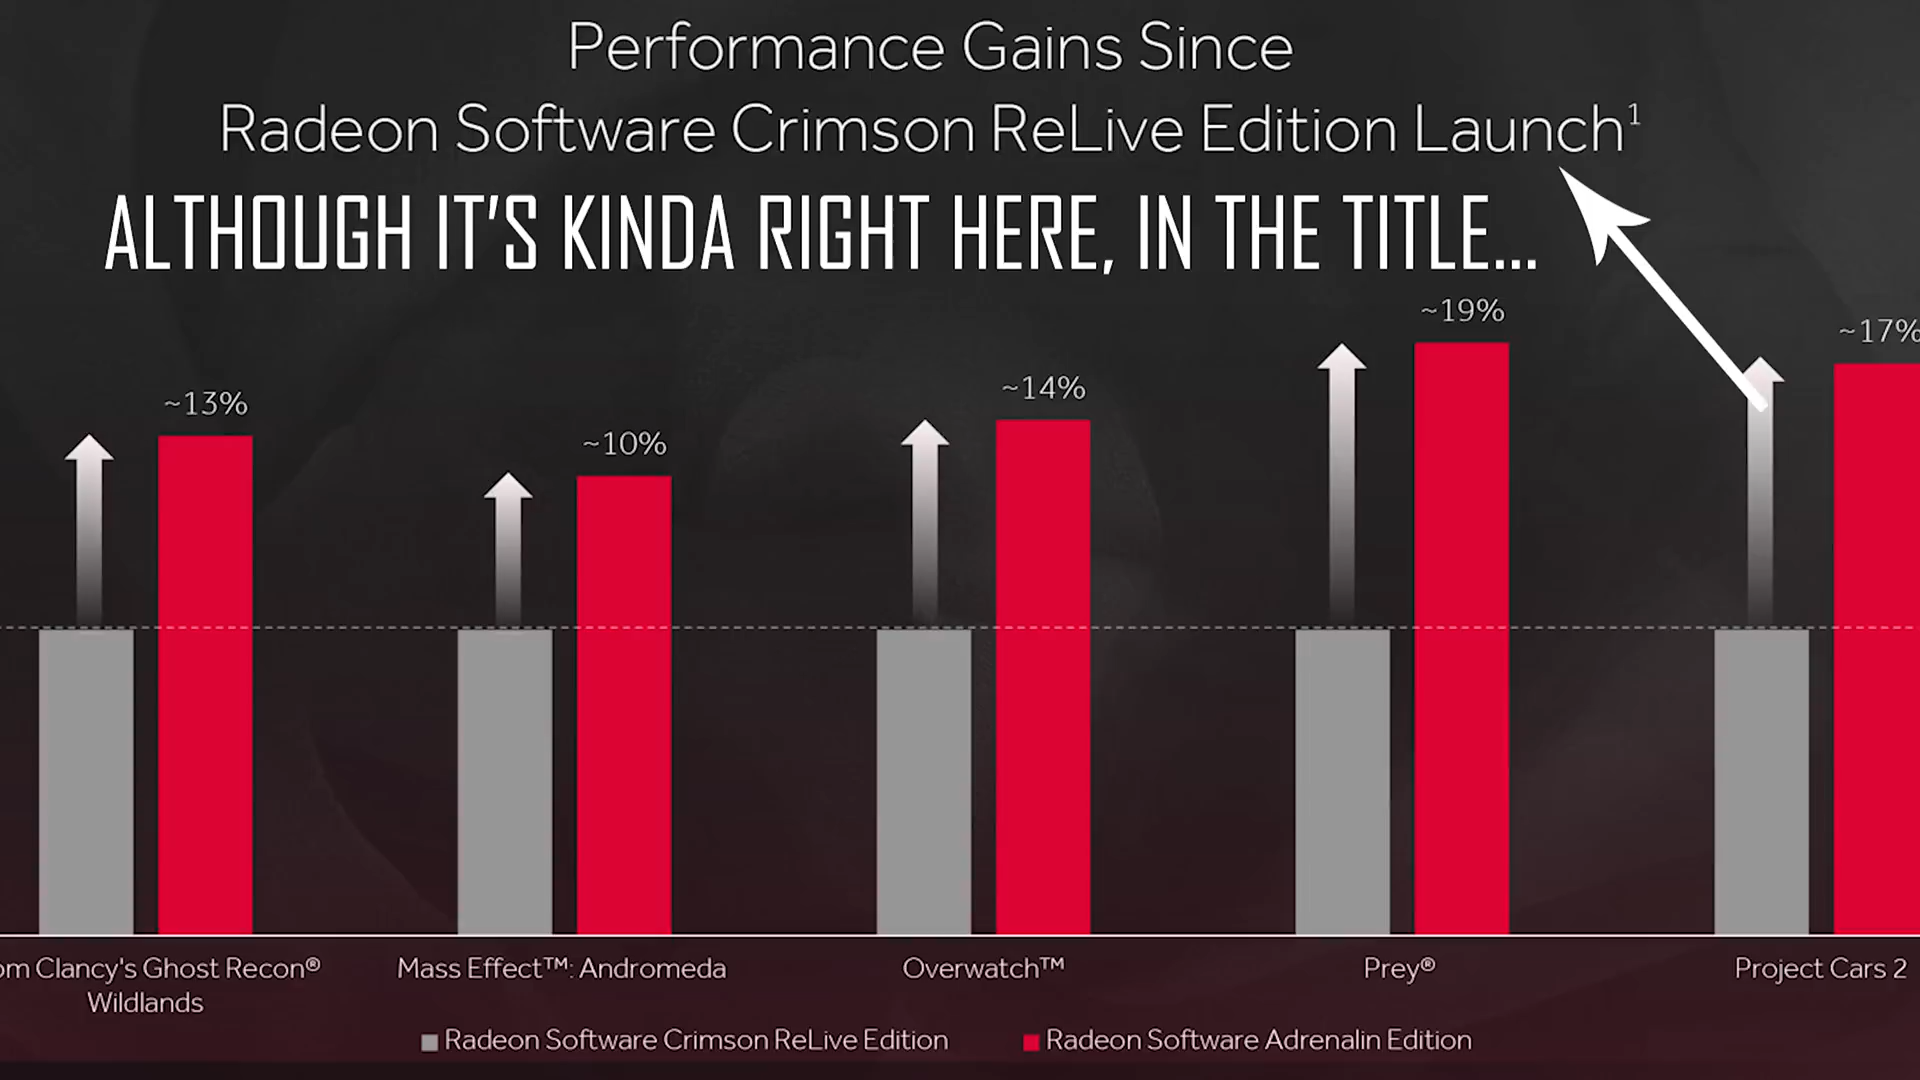 Performance Gains Since
Radeon Software Crimson ReLive Edition Launch¹
ALTHOUGH IT'S KINDA RIGHT HERE, IN THE TITLE...
~13%
~10%
~14%
~19%
~17%
om Clancy's Ghost Recon®
Wildlands
Mass Effect™: Andromeda
Overwatch™
Prey®
Project Cars 2
Radeon Software Crimson ReLive Edition
Radeon Software Adrenalin Edition